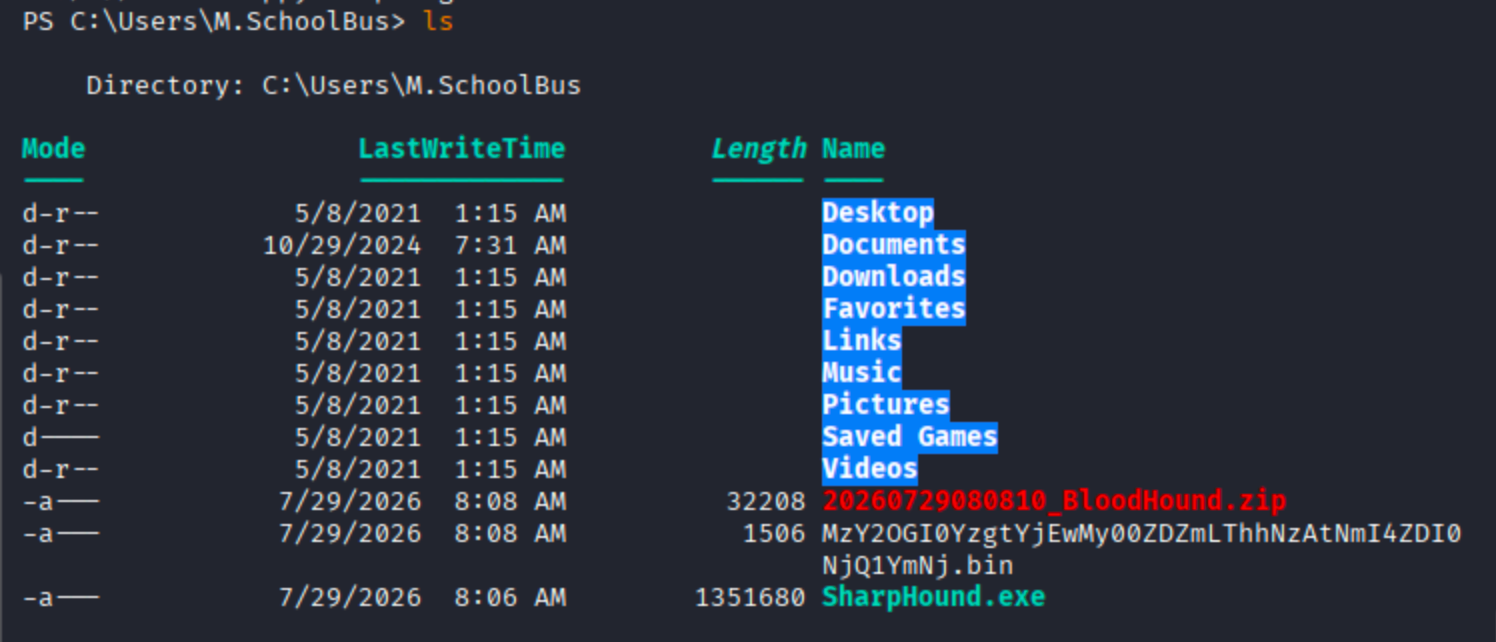 PS C:\Users\M.SchoolBus> ls
Directory: C:\Users\M.SchoolBus
Mode LastWriteTime Length Name
d-r-- 5/8/2021 1:15 AM Desktop
d-r-- 10/29/2024 7:31 AM Documents
d-r-- 5/8/2021 1:15 AM Downloads
d-r-- 5/8/2021 1:15 AM Favorites
d-r-- 5/8/2021 1:15 AM Links
d-r-- 5/8/2021 1:15 AM Music
d-r-- 5/8/2021 1:15 AM Pictures
d---- 5/8/2021 1:15 AM Saved Games
d-r-- 5/8/2021 1:15 AM Videos
-a--- 7/29/2026 8:08 AM 32208 20260729080810_BloodHound.zip
-a--- 7/29/2026 8:08 AM 1506 MzY2OGI0YzgtYjEwMy00ZDZmLThhNzAtNmI4ZDI0
NjQ1YmNj.bin
-a--- 7/29/2026 8:06 AM 1351680 SharpHound.exe